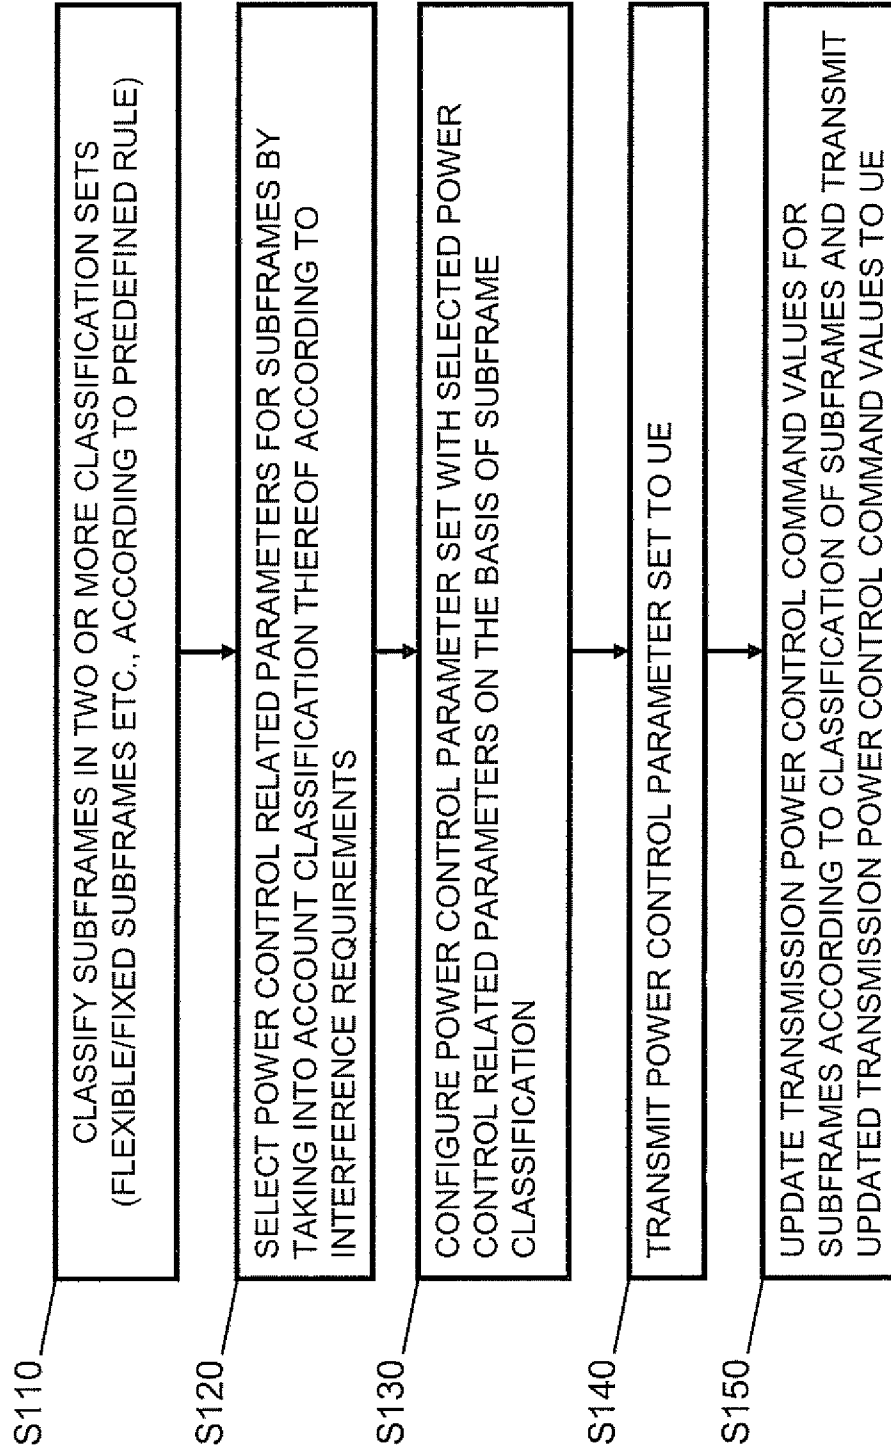 S110
CLASSIFY SUBFRAMES IN TWO OR MORE CLASSIFICATION SETS
(FLEXIBLE/FIXED SUBFRAMES ETC., ACCORDING TO PREDEFINED RULE)
S120
SELECT POWER CONTROL RELATED PARAMETERS FOR SUBFRAMES BY
TAKING INTO ACCOUNT CLASSIFICATION THEREOF ACCORDING TO
INTERFERENCE REQUIREMENTS
S130
CONFIGURE POWER CONTROL PARAMETER SET WITH SELECTED POWER
CONTROL RELATED PARAMETERS ON THE BASIS OF SUBFRAME
CLASSIFICATION
S140
TRANSMIT POWER CONTROL PARAMETER SET TO UE
S150
UPDATE TRANSMISSION POWER CONTROL COMMAND VALUES FOR
SUBFRAMES ACCORDING TO CLASSIFICATION OF SUBFRAMES AND TRANSMIT
UPDATED TRANSMISSION POWER CONTROL COMMAND VALUES TO UE